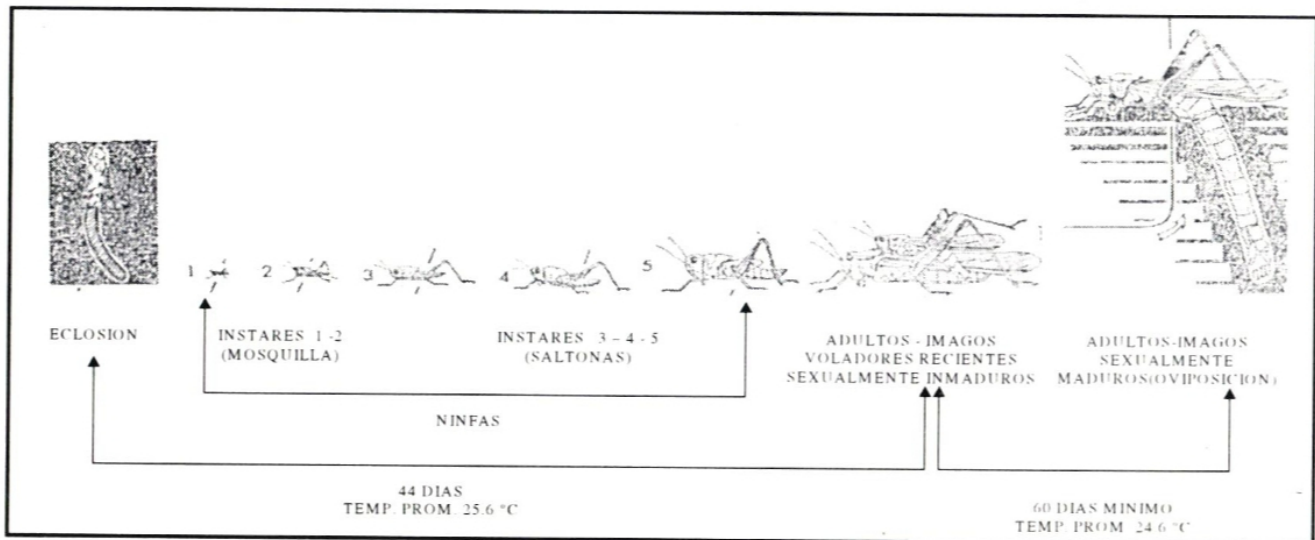 1
2
3
4
5
ECLOSION
INSTARES 1 -2
(MOSQUILLA)
INSTARES 3 – 4 - 5
(SALTONAS)
ADULTOS - IMAGOS
VOLADORES RECIENTES
SEXUALMENTE INMADUROS
ADULTOS-IMAGOS
SEXUALMENTE
MADUROS(OVIPOSICION)
NINFAS
44 DIAS
TEMP. PROM. 25.6 °C
60 DIAS MINIMO
TEMP. PROM. 24.6 °C